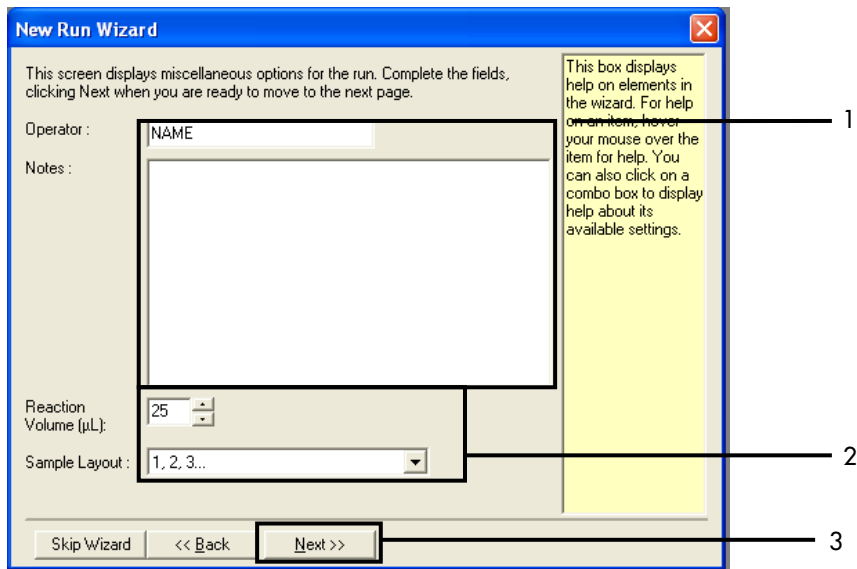 New Run Wizard
This screen displays miscellaneous options for the run. Complete the fields,
clicking Next when you are ready to move to the next page.
Operator :
NAME
Notes :
Reaction
Volume (µL):
25
Sample Layout :
1, 2, 3...
Skip Wizard
<< Back
Next >>
This box displays
help on elements in
the wizard. For help
on an item, hover
your mouse over the
item for help. You
can also click on a
combo box to display
help about its
available settings.
1
2
3